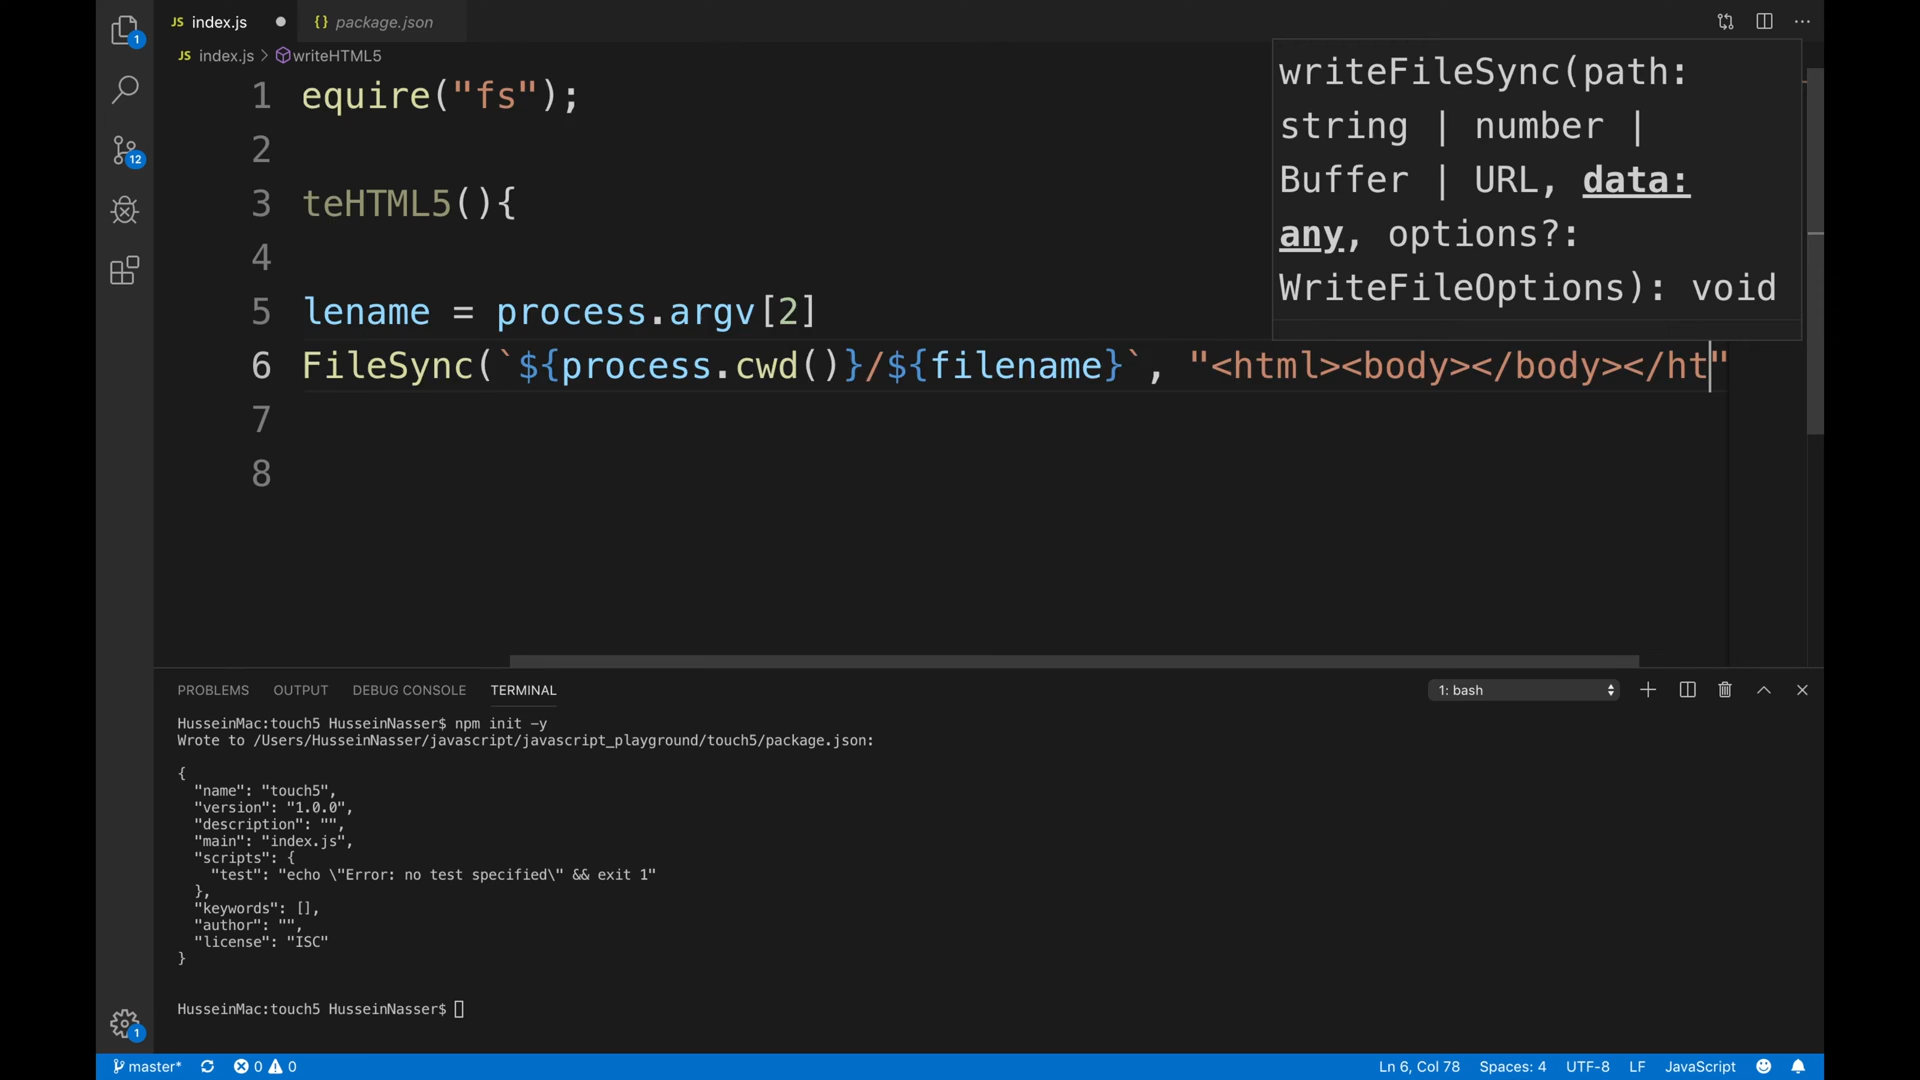 JS index.js
{} package.json
JS index.js > writeHTML5
1 equire("fs");
2
3 teHTML5(){
4
5 lename = process.argv[2]
6 FileSync(`${process.cwd()}/${filename}`, "<html><body></body></ht"
7
8
writeFileSync(path:
string | number |
Buffer | URL, data:
any, options?:
WriteFileOptions): void
1
12
PROBLEMS OUTPUT DEBUG CONSOLE TERMINAL 1: bash
HusseinMac:touch5 HusseinNasser$ npm init -y
Wrote to /Users/HusseinNasser/javascript/javascript_playground/touch5/package.json:
{
"name": "touch5",
"version": "1.0.0",
"description": "",
"main": "index.js",
"scripts": {
"test": "echo \"Error: no test specified\" && exit 1"
},
"keywords": [],
"author": "",
"license": "ISC"
}
HusseinMac:touch5 HusseinNasser$
1
master* 0 0 Ln 6, Col 78 Spaces: 4 UTF-8 LF JavaScript